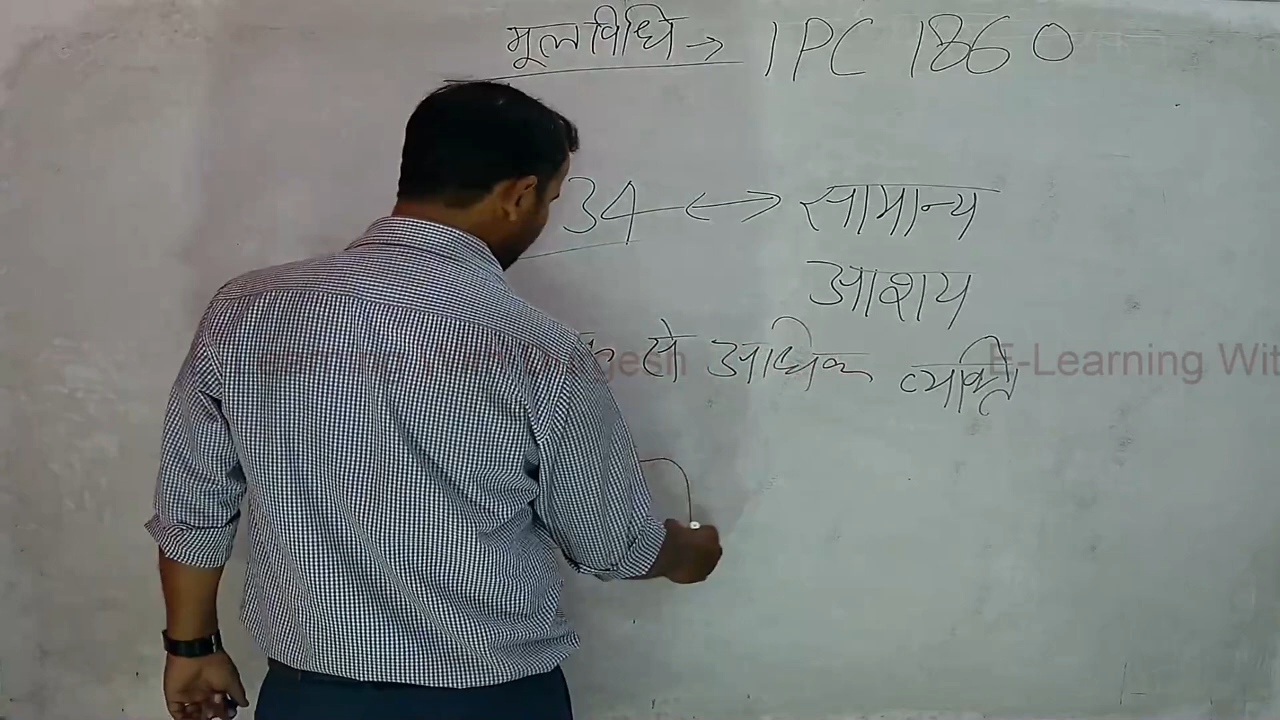 मूलविधि → IPC 1860
34 ↔ सामान्य
आशय
से अधिक व्यक्ति
E-Learning Wit